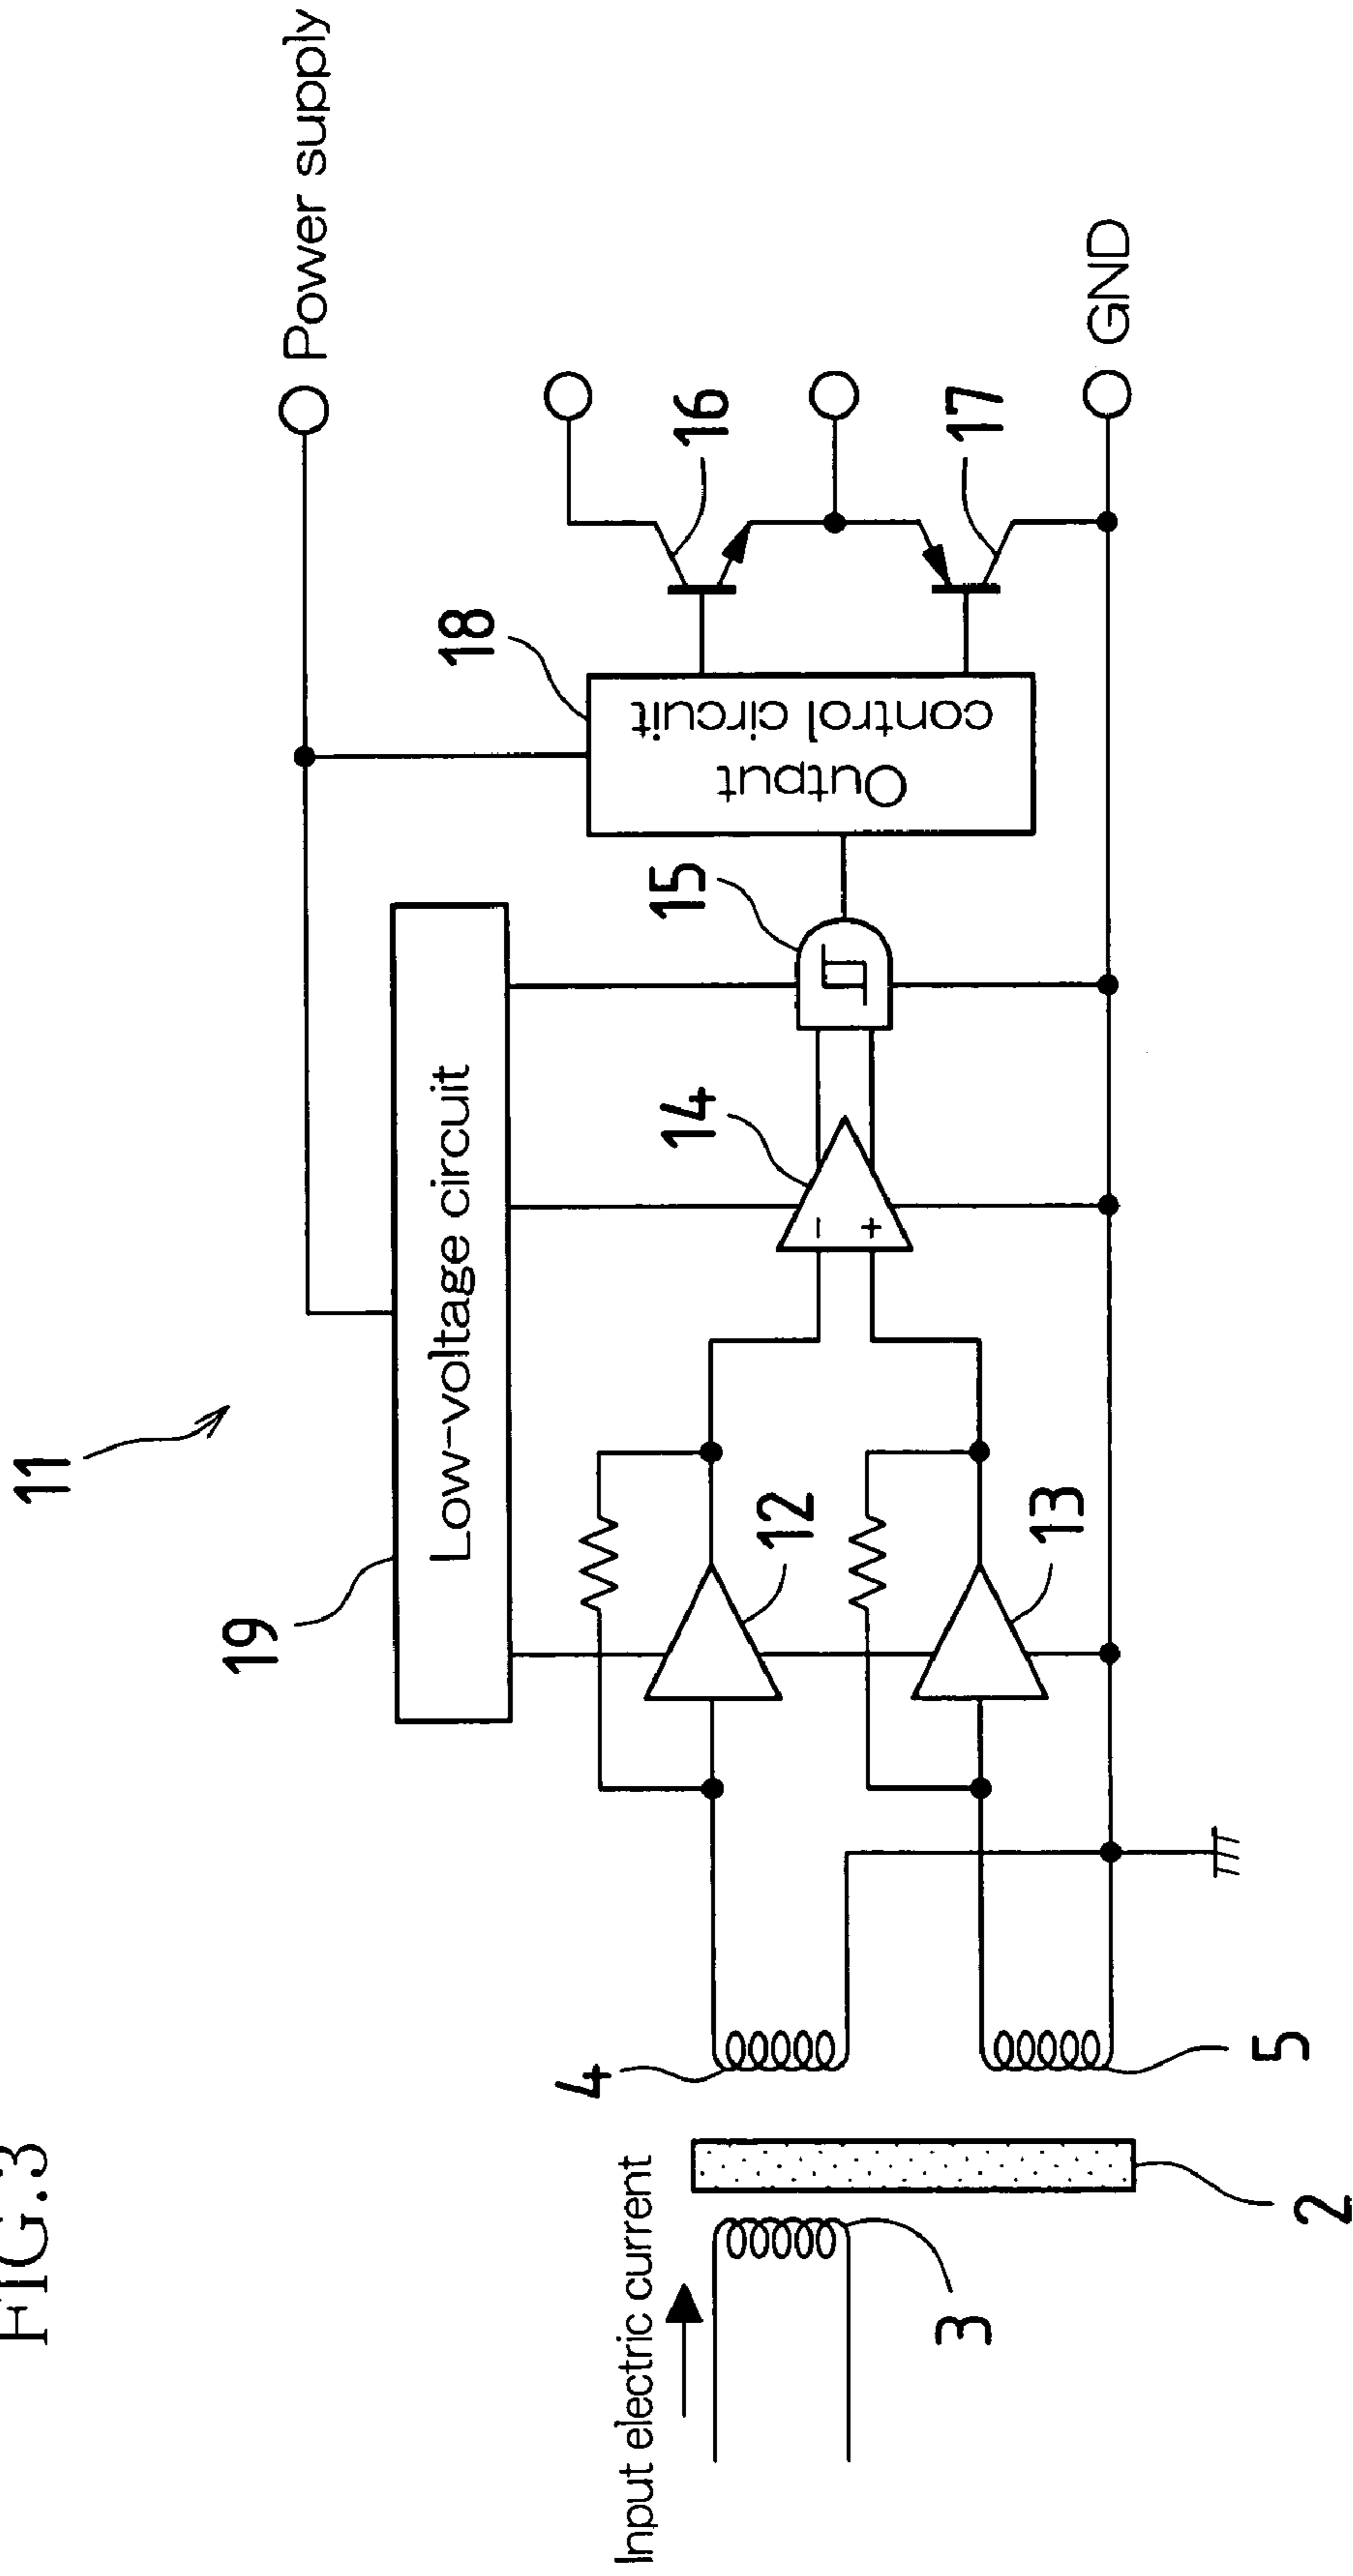 FIG.3
11
Power supply
19
Low-voltage circuit
18
Output
control circuit
16
15
14
12
4
Input electric current
-
+
17
13
GND
3
5
2